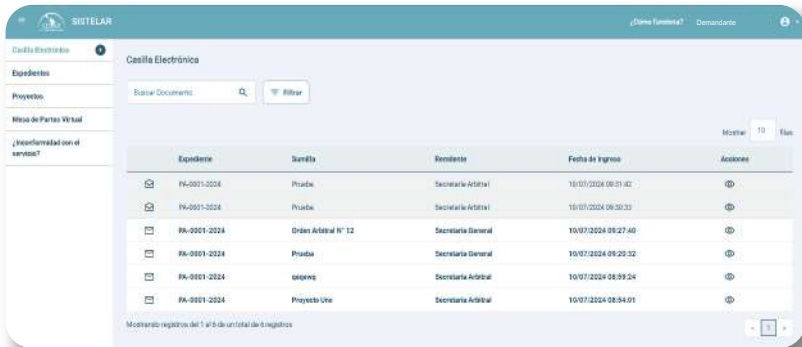 SISTELAR
¿Cómo funciona? Demandante
Casilla Electrónica
Expedientes
Proyectos
Mesa de Partes Virtual
¿Inconformidad con el
servicio?
Casilla Electrónica
Buscar Documento Filtrar
Mostrar 10 filas
Expediente Sumilla Remitente Fecha de Ingreso Acciones
PA-0001-2024 Prueba Secretaría Arbitral 10/07/2024 09:31:42
PA-0001-2024 Prueba Secretaría Arbitral 10/07/2024 09:30:33
PA-0001-2024 Orden Arbitral N° 12 Secretaría General 10/07/2024 09:27:40
PA-0001-2024 Prueba Secretaría General 10/07/2024 09:20:32
PA-0001-2024 Secretaría Arbitral 10/07/2024 08:59:24
PA-0001-2024 Proyecto Uno Secretaría Arbitral 10/07/2024 08:54:01
Mostrando registros del 1 al 6 de un total de 6 registros
« 1 »